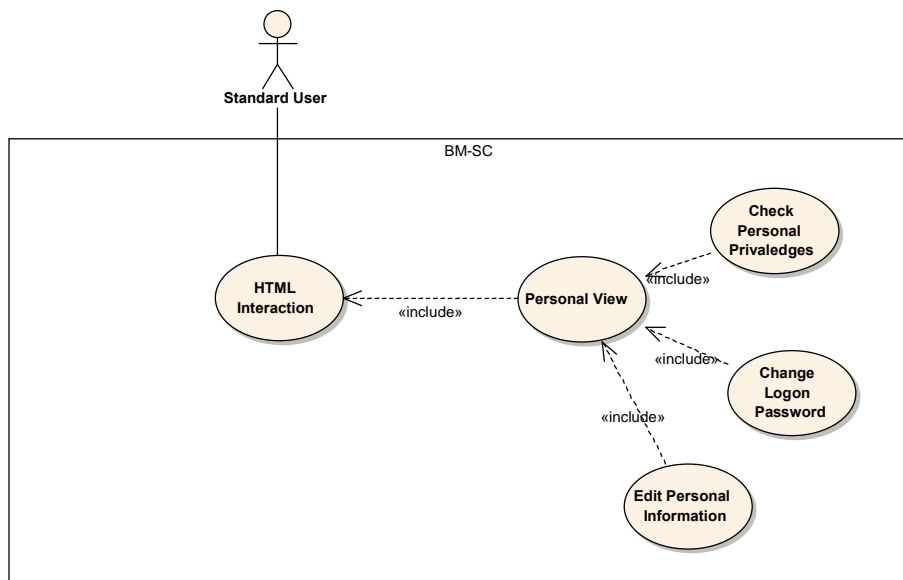 Standard User
BM-SC
Check
Personal
Privaledges
«include»
HTML
Interaction
«include»
Personal View
«include»
Change
Logon
Password
«include»
Edit Personal
Information